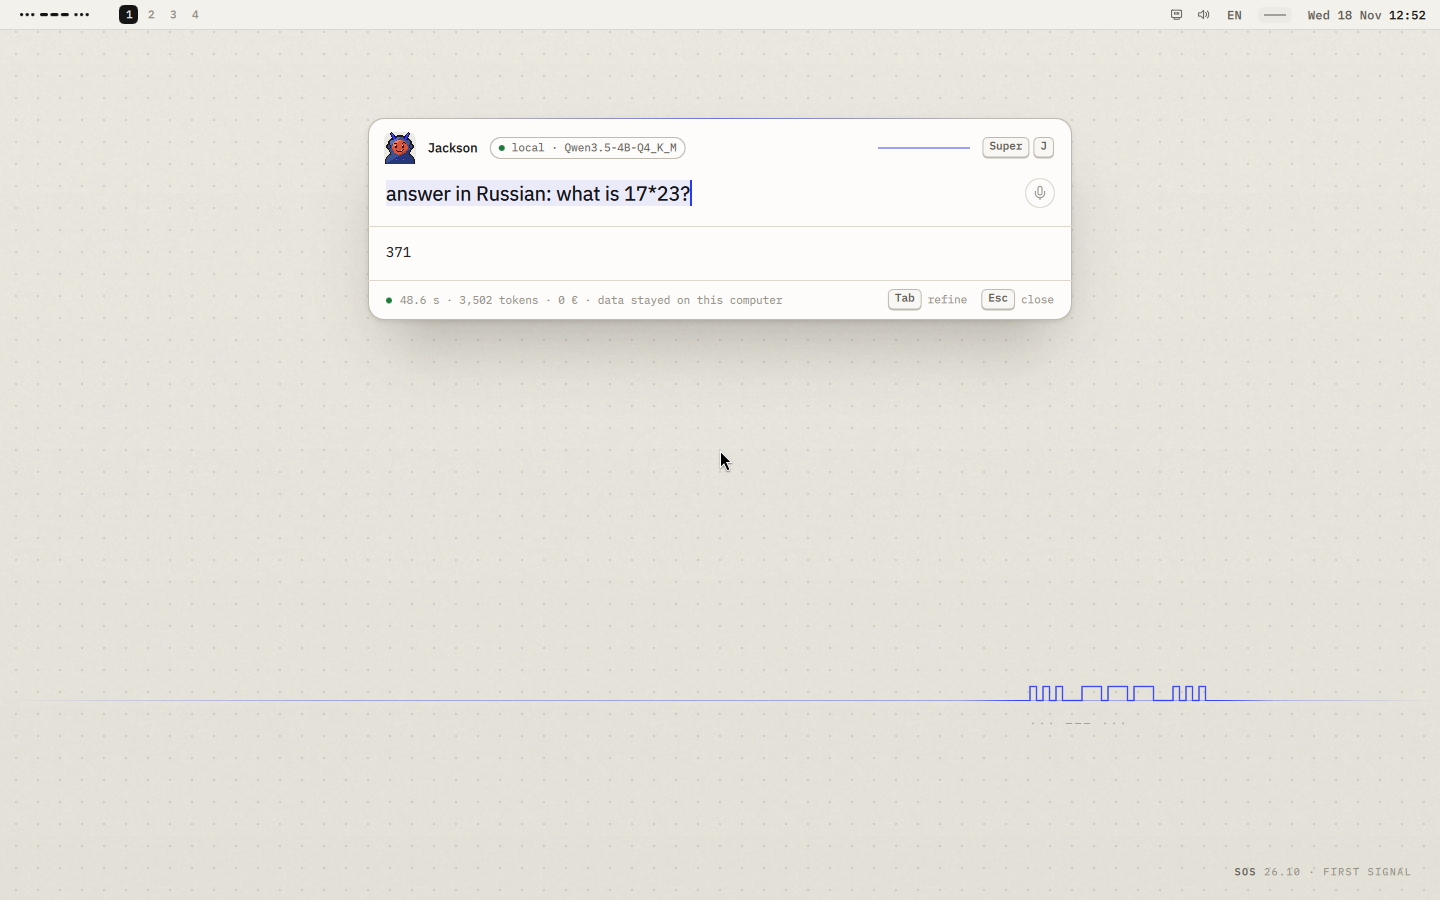 1 2 3 4
EN
Wed 18 Nov 12:52
Jackson
local · Qwen3.5-4B-Q4_K_M
Super J
answer in Russian: what is 17*23?
371
48.6 s · 3,502 tokens · 0 € · data stayed on this computer
Tab refine Esc close
··· −−− ···
SOS 26.10 · FIRST SIGNAL